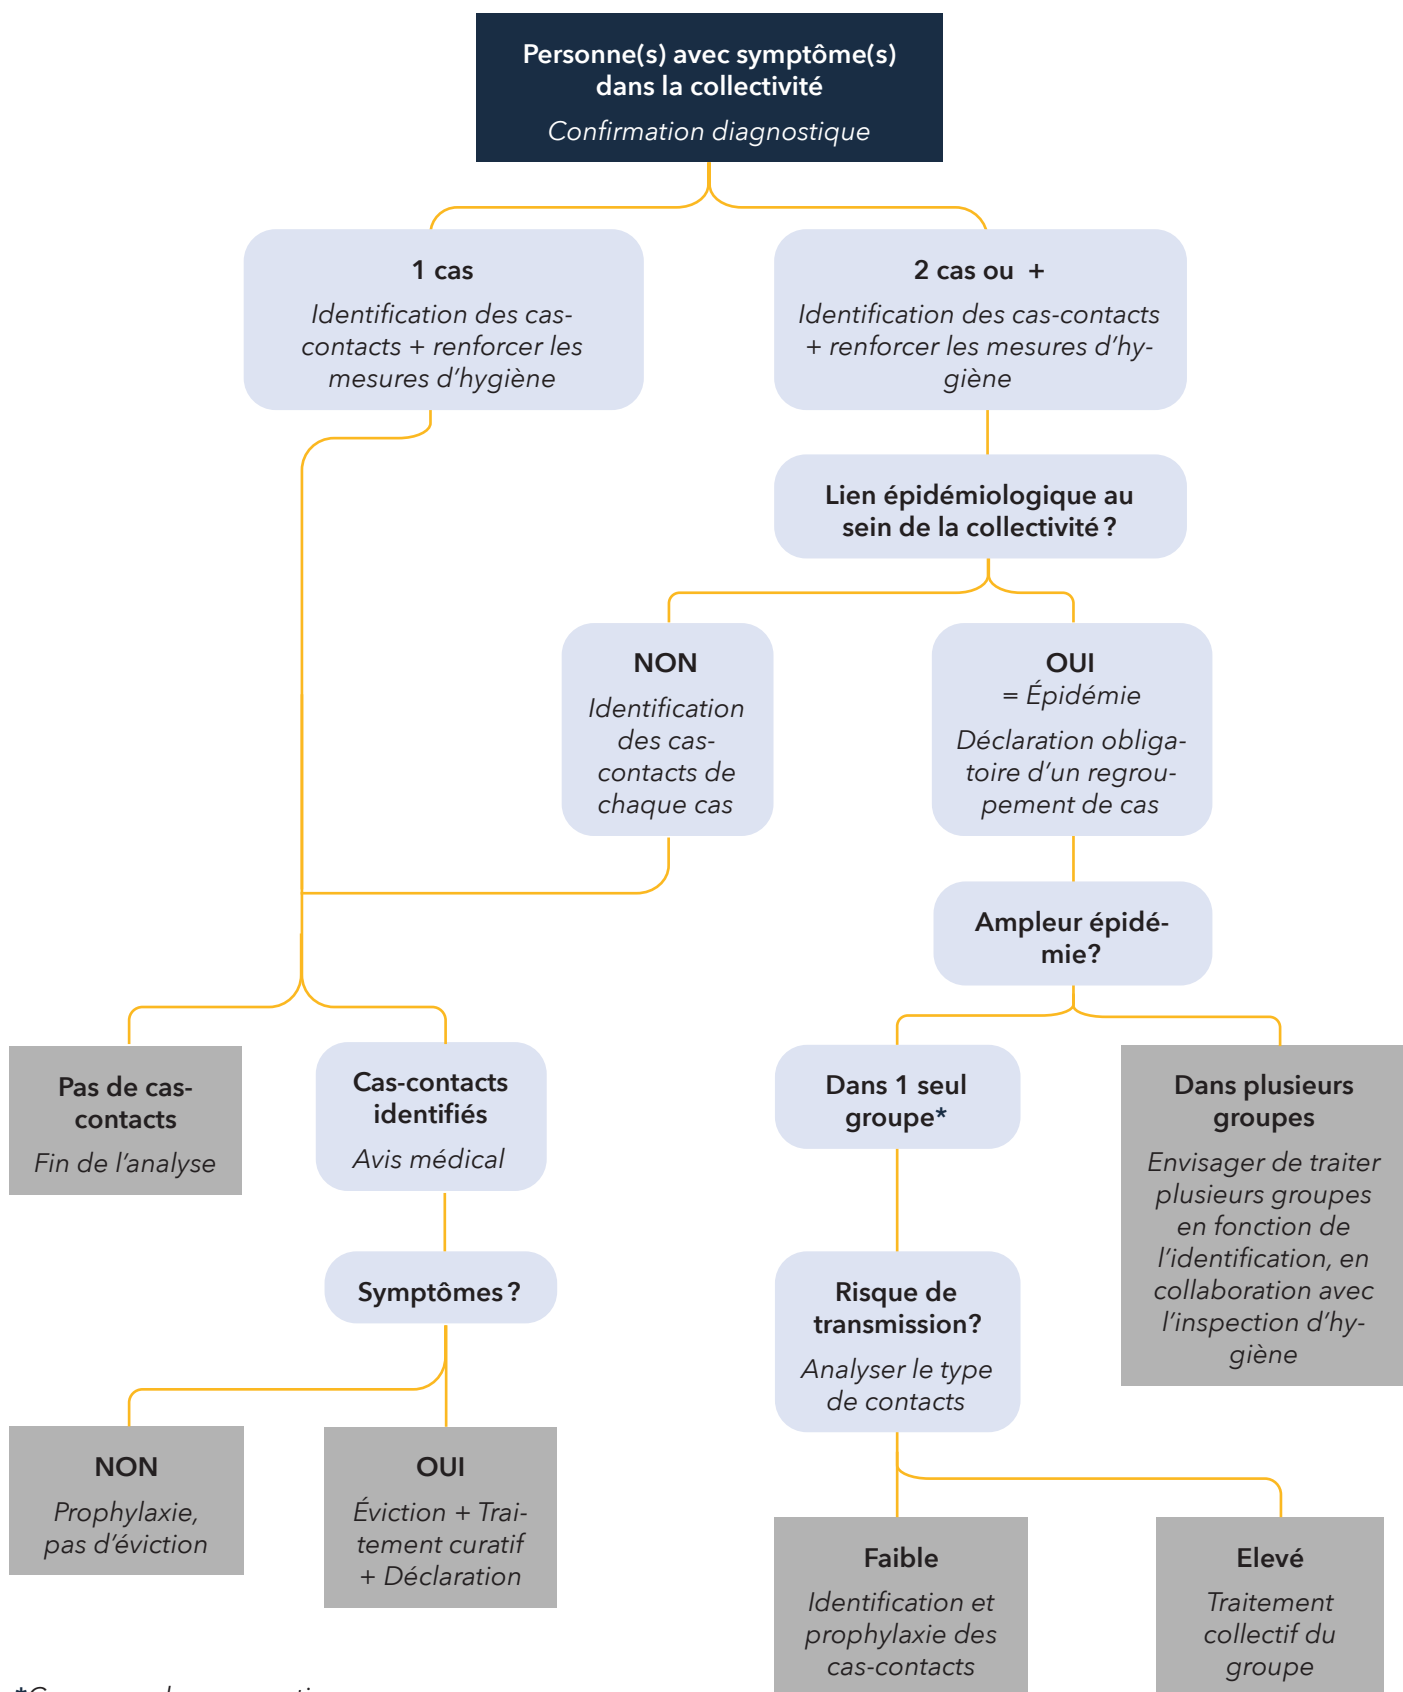 Personne(s) avec symptôme(s)
dans la collectivité
Confirmation diagnostique
1 cas
Identification des cas-
contacts + renforcer les
mesures d'hygiène
2 cas ou +
Identification des cas-contacts
+ renforcer les mesures d'hy-
giène
Lien épidémiologique au
sein de la collectivité ?
NON
Identification
des cas-
contacts de
chaque cas
OUI
= Épidémie
Déclaration obliga-
toire d'un regrou-
pement de cas
Ampleur épidé-
mie?
Pas de cas-
contacts
Fin de l'analyse
Cas-contacts
identifiés
Avis médical
Dans 1 seul
groupe*
Dans plusieurs
groupes
Envisager de traiter
plusieurs groupes
en fonction de
l'identification, en
collaboration avec
l'inspection d'hy-
giène
Symptômes ?
Risque de
transmission?
Analyser le type
de contacts
NON
Prophylaxie,
pas d'éviction
OUI
Éviction + Trai-
tement curatif
+ Déclaration
Faible
Identification et
prophylaxie des
cas-contacts
Elevé
Traitement
collectif du
groupe